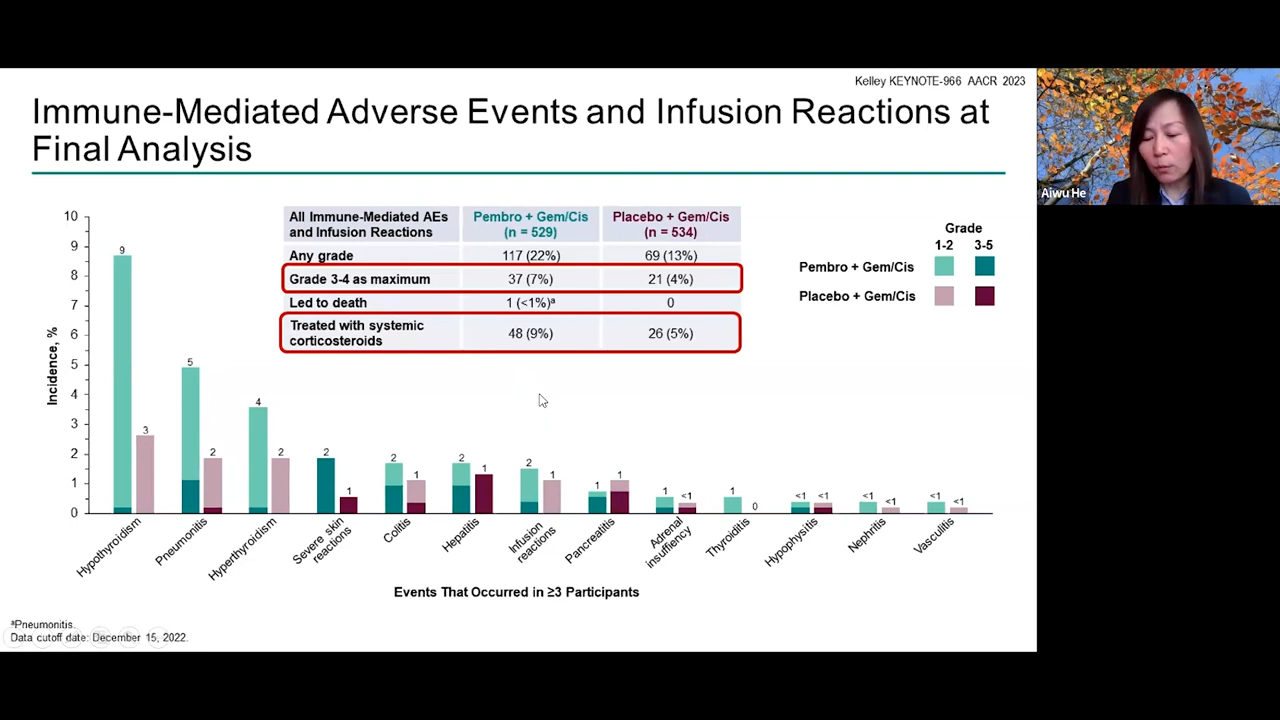 Kelley KEYNOTE-966 AACR 2023
Immune-Mediated Adverse Events and Infusion Reactions at
Final Analysis
Aiwu He
All Immune-Mediated AEs
and Infusion Reactions
Pembro + Gem/Cis
(n = 529)
Placebo + Gem/Cis
(n = 534)
Any grade 117 (22%) 69 (13%)
Grade 3-4 as maximum 37 (7%) 21 (4%)
Led to death 1 (<1%)ᵃ 0
Treated with systemic
corticosteroids
48 (9%) 26 (5%)
Grade
1-2 3-5
Pembro + Gem/Cis
Placebo + Gem/Cis
Incidence, %
10
9
8
7
6
5
4
3
2
1
0
9 3
5 2
4 2
2 1
2 1
2 1
2 1
1 1
1 <1
1 0
<1 <1
<1 <1
<1 <1
Hypothyroidism
Pneumonitis
Hyperthyroidism
Severe skin
reactions
Colitis
Hepatitis
Infusion
reactions
Pancreatitis
Adrenal
insuffiency
Thyroiditis
Hypophysitis
Nephritis
Vasculitis
Events That Occurred in ≥3 Participants
ᵃPneumonitis.
Data cutoff date: December 15, 2022.